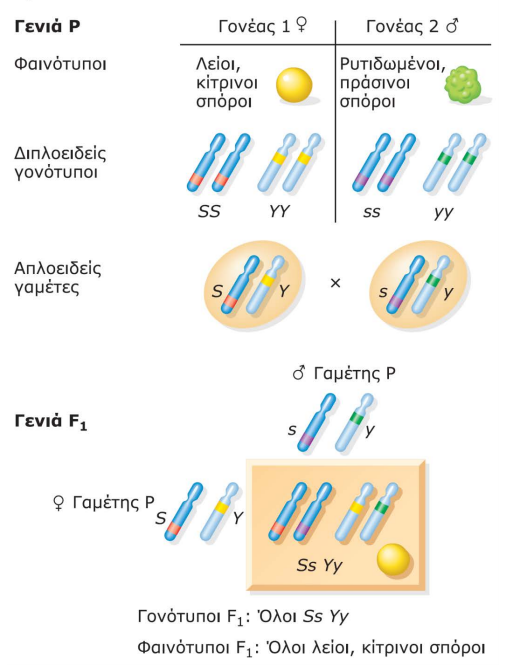 Γενιά P
Γονέας 1 ♀
Γονέας 2 ♂
Φαινότυποι
Λείοι,
κίτρινοι
σπόροι
Ρυτιδωμένοι,
πράσινοι
σπόροι
Διπλοειδείς
γονότυποι
SS
YY
ss
yy
Απλοειδείς
γαμέτες
S
Y
×
s
y
♂ Γαμέτης P
Γενιά F₁
s
y
♀ Γαμέτης P
S
Y
Ss Yy
Γονότυποι F₁: Όλοι Ss Yy
Φαινότυποι F₁: Όλοι λείοι, κίτρινοι σπόροι